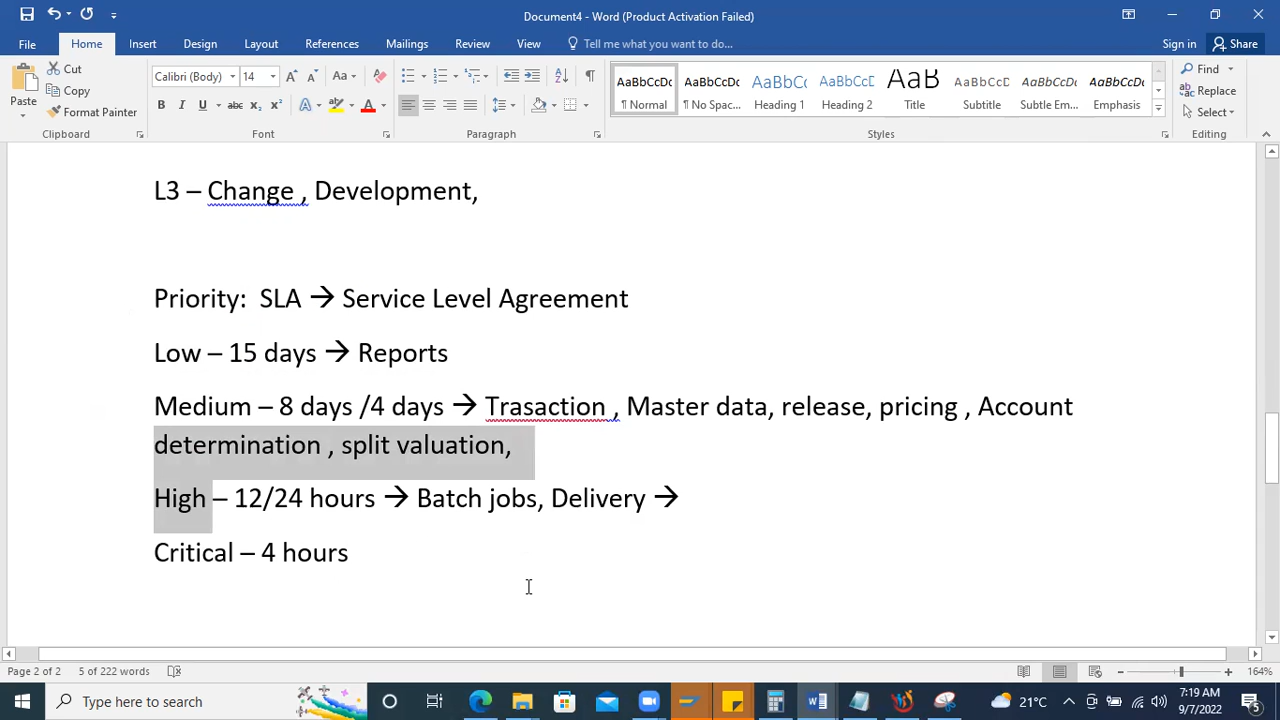 Document4 - Word (Product Activation Failed)
File Home Insert Design Layout References Mailings Review View Tell me what you want to do... Sign in Share
Paste Cut Copy Format Painter
Calibri (Body) 14
Clipboard Font Paragraph Styles Editing
AaBbCcDc AaBbCcDc AaBbCc AaBbCcD AaB AaBbCcD AaBbCcDc AaBbCcDc
¶ Normal ¶ No Spac... Heading 2 Title Subtitle Subtle Em... Emphasis
Find Replace Select
L3 – Change , Development,
Priority: SLA → Service Level Agreement
Low – 15 days → Reports
Medium – 8 days /4 days → Trasaction , Master data, release, pricing , Account
determination , split valuation,
High – 12/24 hours → Batch jobs, Delivery →
Critical – 4 hours
Page 2 of 2 5 of 222 words 164%
Type here to search 21°C 7:19 AM
9/7/2022 5